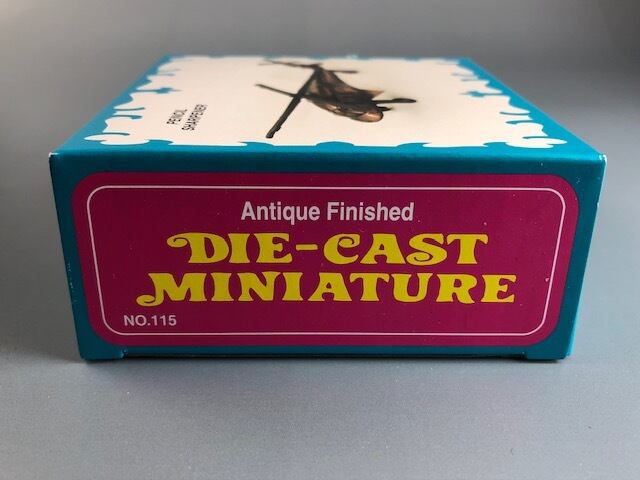 PENCIL
SHARPENER
Antique Finished
DIE-CAST
MINIATURE
NO.115